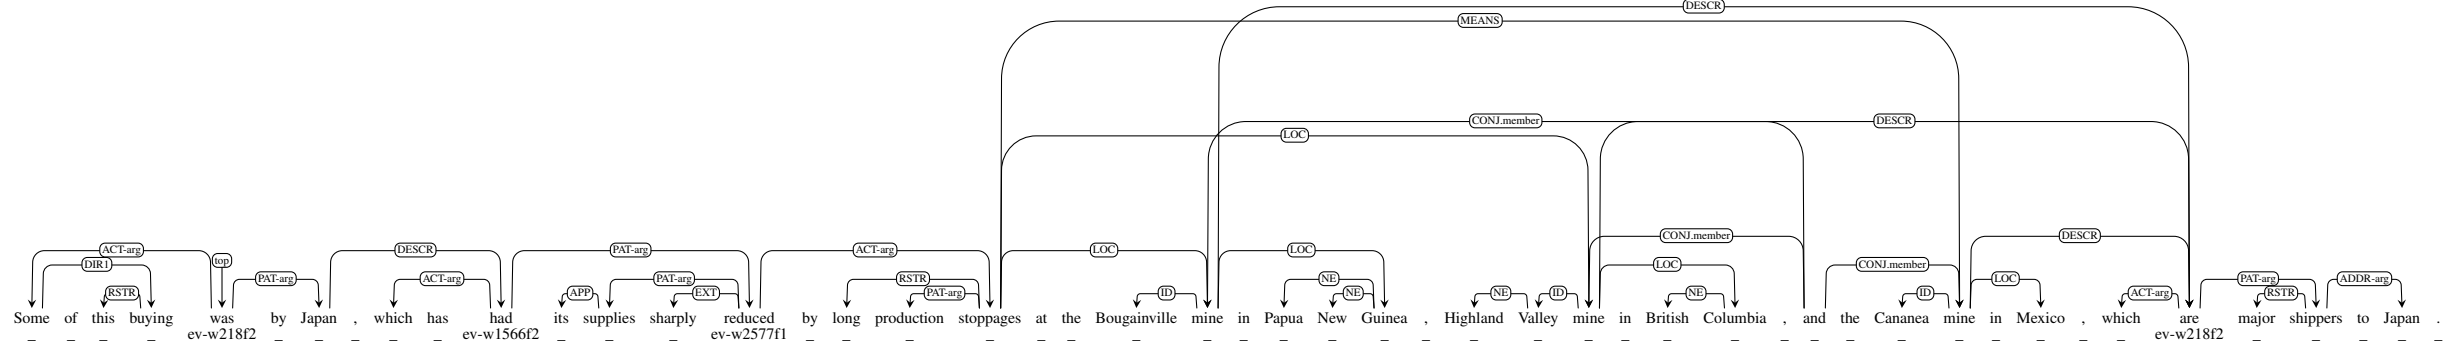 DESCR
MEANS
CONJ.member DESCR
LOC
CONJ.member DESCR
ACT-arg DESCR PAT-arg ACT-arg LOC LOC
DIR1 top CONJ.member LOC
PAT-arg ACT-arg PAT-arg RSTR NE LOC PAT-arg ADDR-arg
RSTR APP EXT PAT-arg ID NE NE ID NE ID ACT-arg RSTR
Some of this buying was by Japan , which has had its supplies sharply reduced by long production stoppages at the Bougainville mine in Papua New Guinea , Highland Valley mine in British Columbia , and the Cananea mine in Mexico , which are major shippers to Japan .
_ _ _ _ ev-w218f2 _ _ _ _ _ ev-w1566f2 _ _ _ ev-w2577f1 _ _ _ _ _ _ _ _ _ _ _ _ _ _ _ _ _ _ _ _ _ _ _ _ _ _ _ _ ev-w218f2 _ _ _ _ _